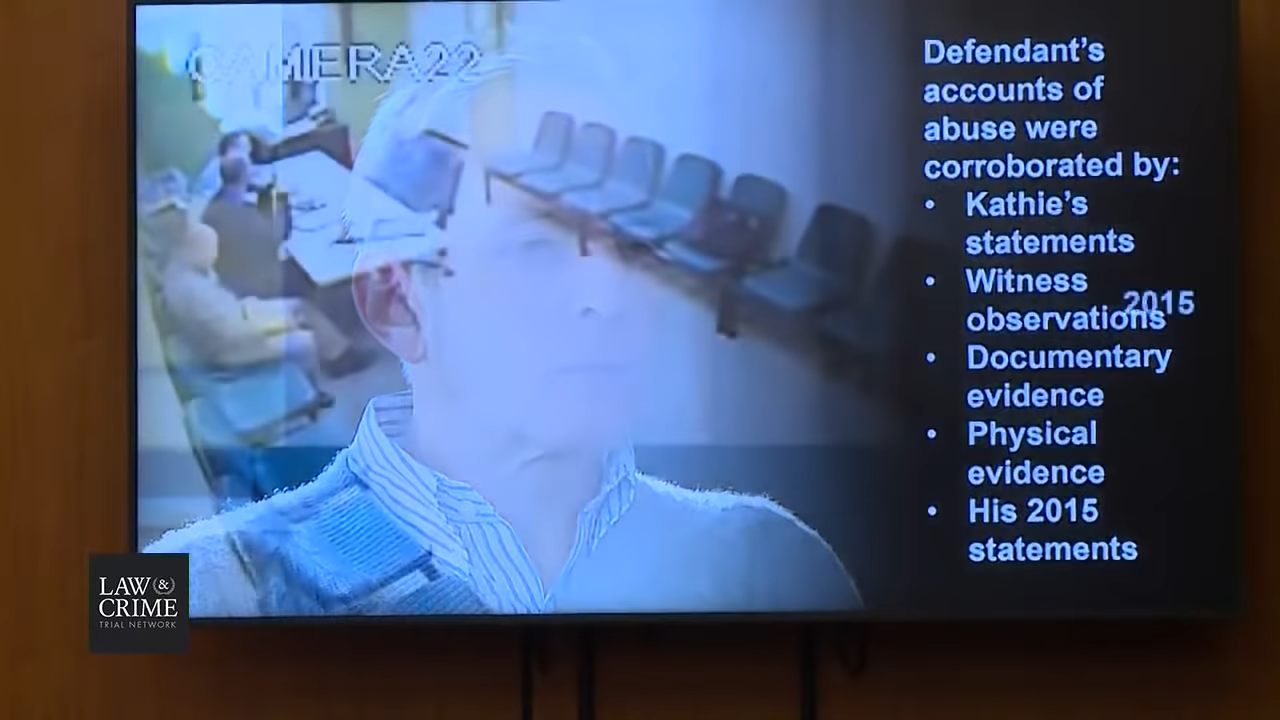 CAMERA22
Defendant's
accounts of
abuse were
corroborated by:
• Kathie's
statements
• Witness
observations
2015
• Documentary
evidence
• Physical
evidence
• His 2015
statements
LAW &
CRIME
TRIAL NETWORK